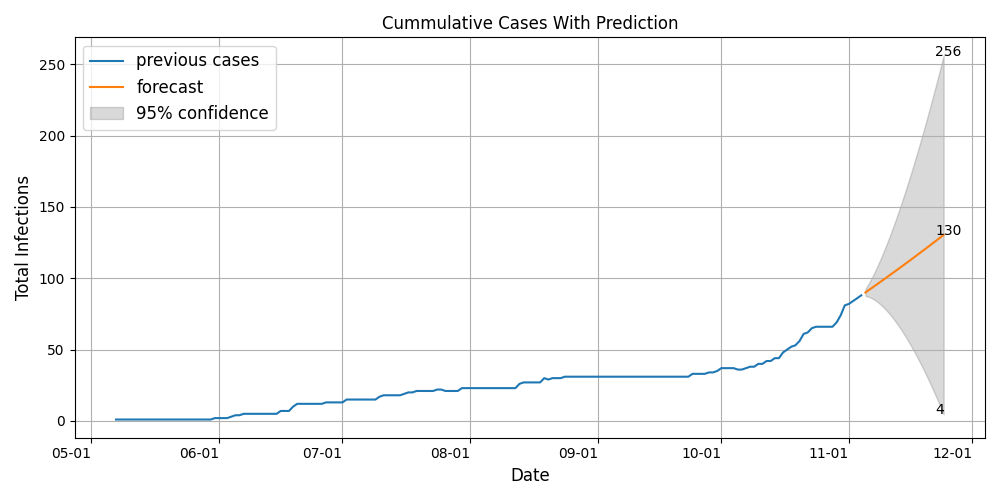 Cummulative Cases With Prediction
previous cases
forecast
95% confidence
256
130
4
Total Infections
250
200
150
100
50
0
05-01
06-01
07-01
08-01
09-01
10-01
11-01
12-01
Date